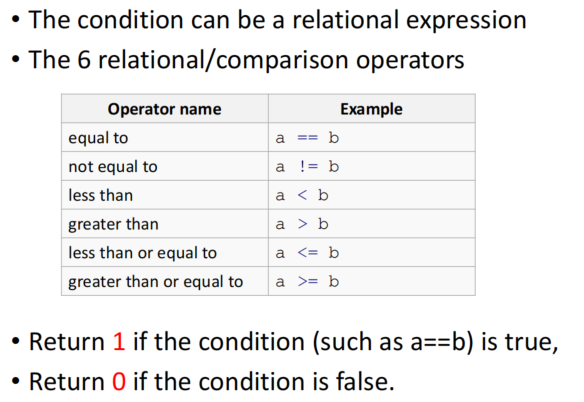 • The condition can be a relational expression
• The 6 relational/comparison operators
Operator name Example
equal to a == b
not equal to a != b
less than a < b
greater than a > b
less than or equal to a <= b
greater than or equal to a >= b
• Return 1 if the condition (such as a==b) is true,
• Return 0 if the condition is false.